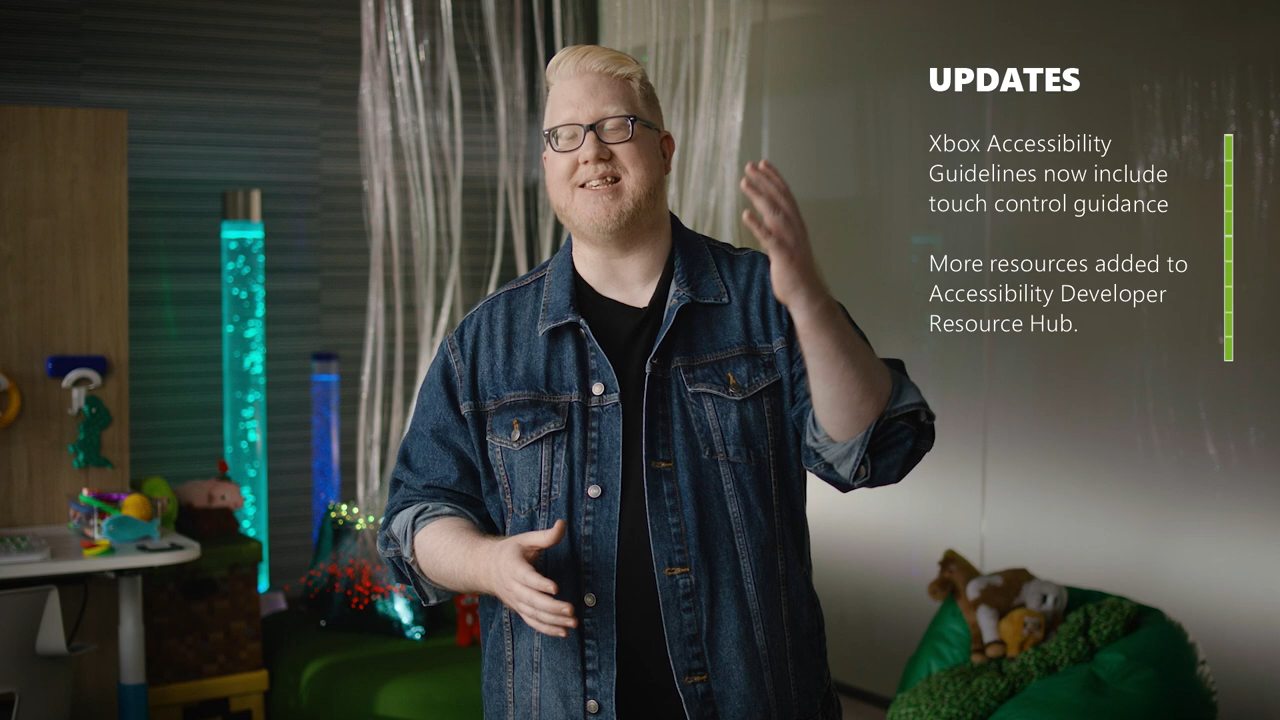 UPDATES
Xbox Accessibility
Guidelines now include
touch control guidance
More resources added to
Accessibility Developer
Resource Hub.